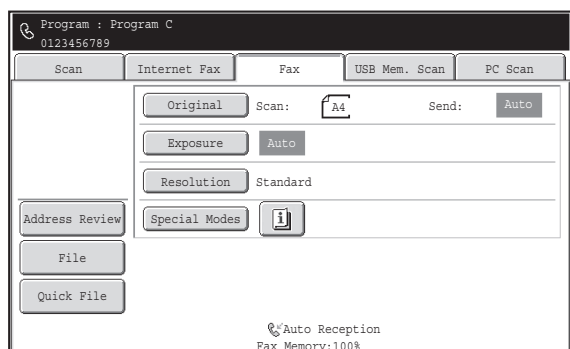 Program : Program C
0123456789
Scan
Internet Fax
Fax
USB Mem. Scan
PC Scan
Original
Scan:
A4
Send:
Auto
Exposure
Auto
Resolution
Standard
Address Review
Special Modes
File
Quick File
Auto Reception
Fax Memory:100%